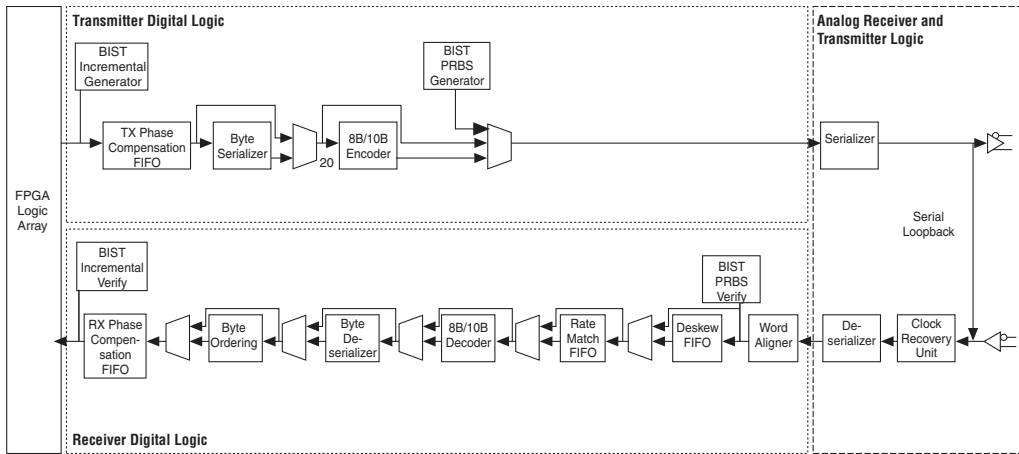 Transmitter Digital Logic
Analog Receiver and
Transmitter Logic
BIST
Incremental
Generator
BIST
PRBS
Generator
TX Phase
Compensation
FIFO
Byte
Serializer
20
8B/10B
Encoder
Serializer
FPGA
Logic
Array
Serial
Loopback
BIST
Incremental
Verify
BIST
PRBS
Verify
RX Phase
Compen-
sation
FIFO
Byte
Ordering
Byte
De-
serializer
8B/10B
Decoder
Rate
Match
FIFO
Deskew
FIFO
Word
Aligner
De-
serializer
Clock
Recovery
Unit
Receiver Digital Logic